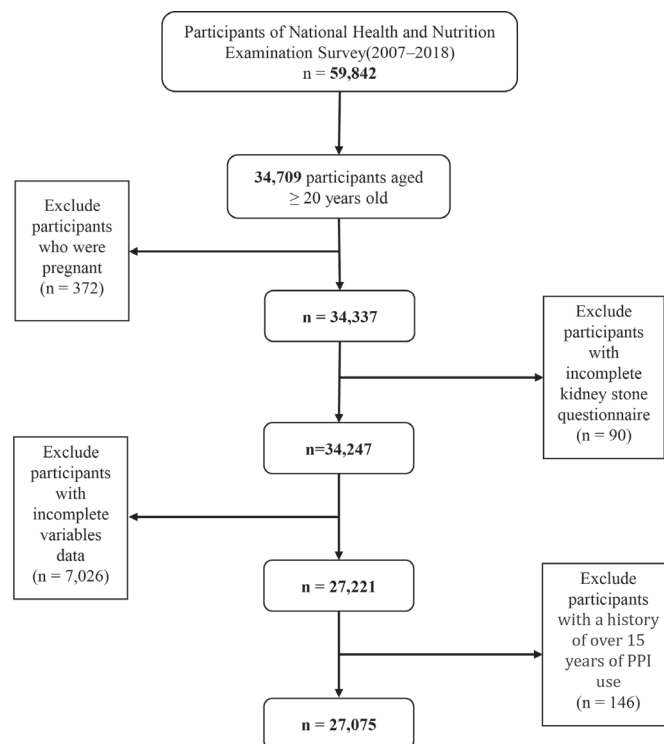 Participants of National Health and Nutrition
Examination Survey(2007–2018)
n = 59,842
34,709 participants aged
≥ 20 years old
Exclude
participants
who were
pregnant
(n = 372)
n = 34,337
Exclude
participants
with
incomplete
kidney stone
questionnaire
(n = 90)
n=34,247
Exclude
participants
with
incomplete
variables
data
(n = 7,026)
n = 27,221
Exclude
participants
with a history
of over 15
years of PPI
use
(n = 146)
n = 27,075